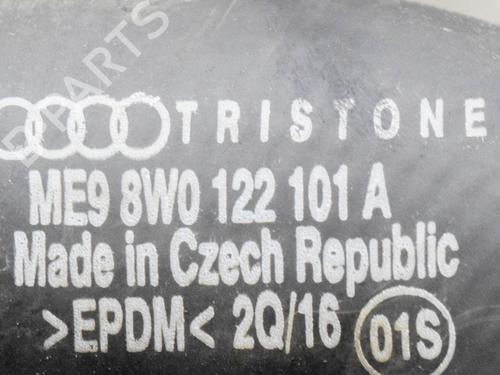 TRISTONE
ME9 8W0 122 101 A
Made in Czech Republic
>EPDM< 2Q/16 01S